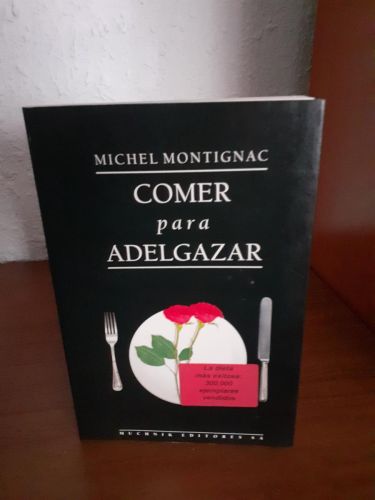 MICHEL MONTIGNAC
COMER
para
ADELGAZAR
La dieta
más exitosa:
300.000
ejemplares
vendidos
MUCHNIK EDITORES SA